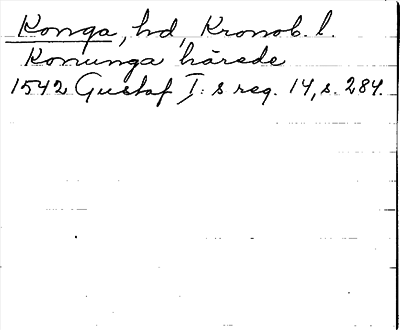 Konga, hd, Kronob. l.
Konunga härede
1542 Gustaf I:s reg. 14, s. 284.